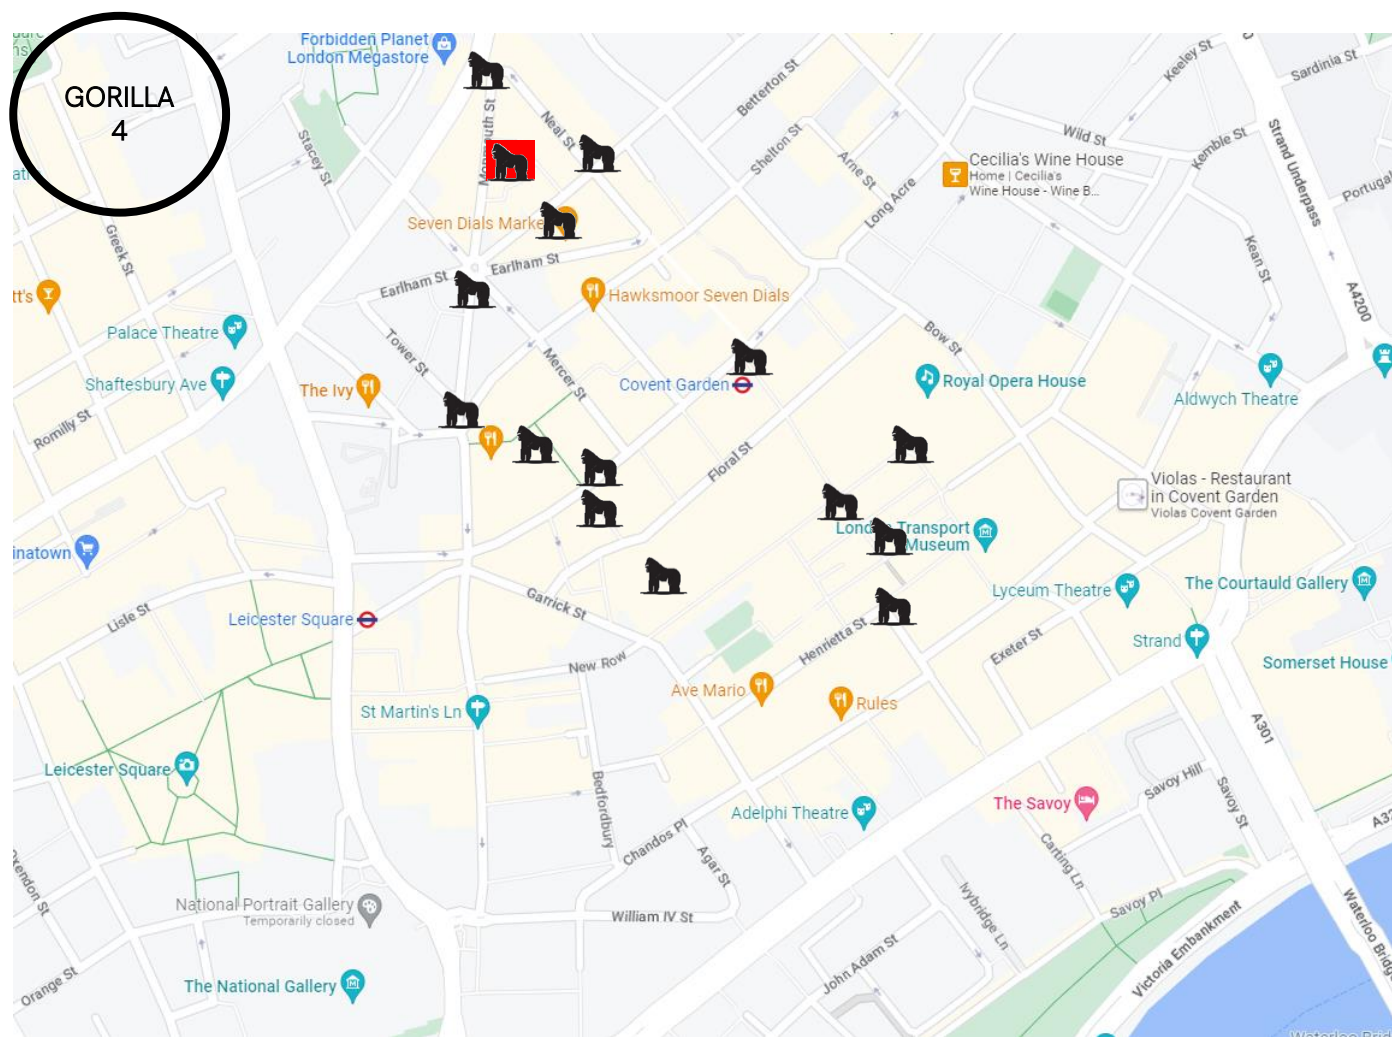 GORILLA
4
Forbidden Planet
London Megastore
Keeley St
Sardinia St
Betterton St
Monmouth St
Neal St
Stacey St
Shelton St
Wild St
Kemble St
Strand Underpass
Arne St
Cecilia's Wine House
Home | Cecilia's
Wine House - Wine B...
Long Acre
Greek St
Seven Dials Marke
Earlham St
Earlham St
Kean St
A4200
tt's
Hawksmoor Seven Dials
Palace Theatre
Tower St
Mercer St
Bow St
Shaftesbury Ave
The Ivy
Covent Garden
Royal Opera House
Aldwych Theatre
Romilly St
Floral St
Violas - Restaurant
in Covent Garden
Violas Covent Garden
London Transport
Museum
inatown
Lisle St
Leicester Square
Garrick St
Lyceum Theatre
The Courtauld Gallery
Henrietta St
Exeter St
Strand
Somerset House
New Row
Ave Mario
Rules
St Martin's Ln
A301
Leicester Square
Bedfordbury
Adelphi Theatre
The Savoy
Savoy Hill
Savoy St
Chandos Pl
Agar St
Carting Ln
National Portrait Gallery
Temporarily closed
William IV St
Ivybridge Ln
Savoy Pl
Victoria Embankment
Waterloo Bridge
John Adam St
Orange St
The National Gallery